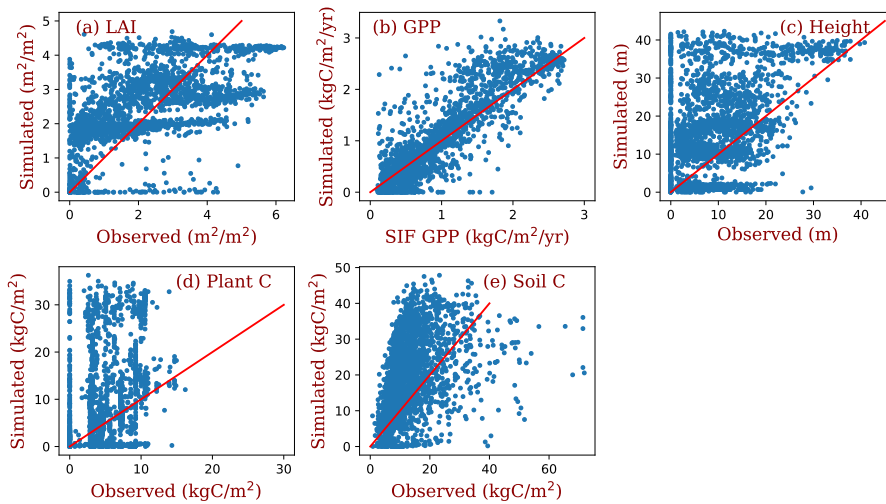 (a) LAI
Simulated (m²/m²)
0 1 2 3 4 5
0 2 4 6
Observed (m²/m²)
(b) GPP
Simulated (kgC/m²/yr)
0 1 2 3
0 1 2 3
SIF GPP (kgC/m²/yr)
(c) Height
Simulated (m)
0 10 20 30 40
0 10 20 30 40
Observed (m)
(d) Plant C
Simulated (kgC/m²)
0 10 20 30
0 10 20 30
Observed (kgC/m²)
(e) Soil C
Simulated (kgC/m²)
0 10 20 30 40 50
0 20 40 60
Observed (kgC/m²)